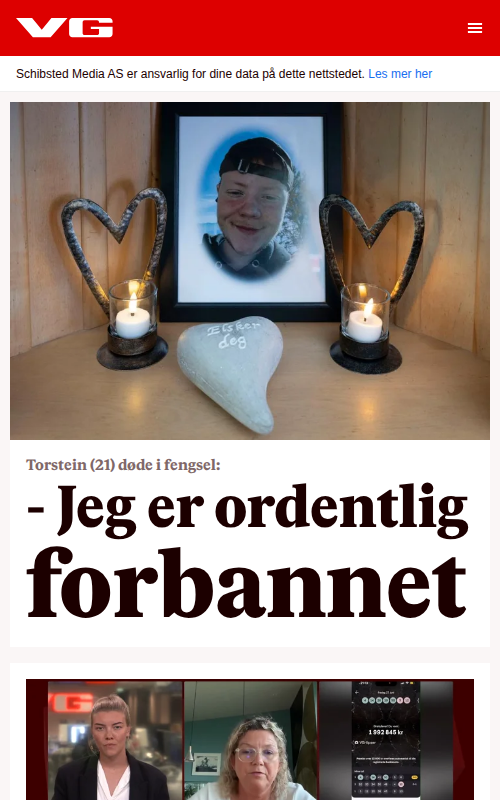 VG
Schibsted Media AS er ansvarlig for dine data på dette nettstedet. Les mer her
Elsker
deg
Torstein (21) døde i fengsel:
- Jeg er ordentlig
forbannet
VG
1 992 845 kr